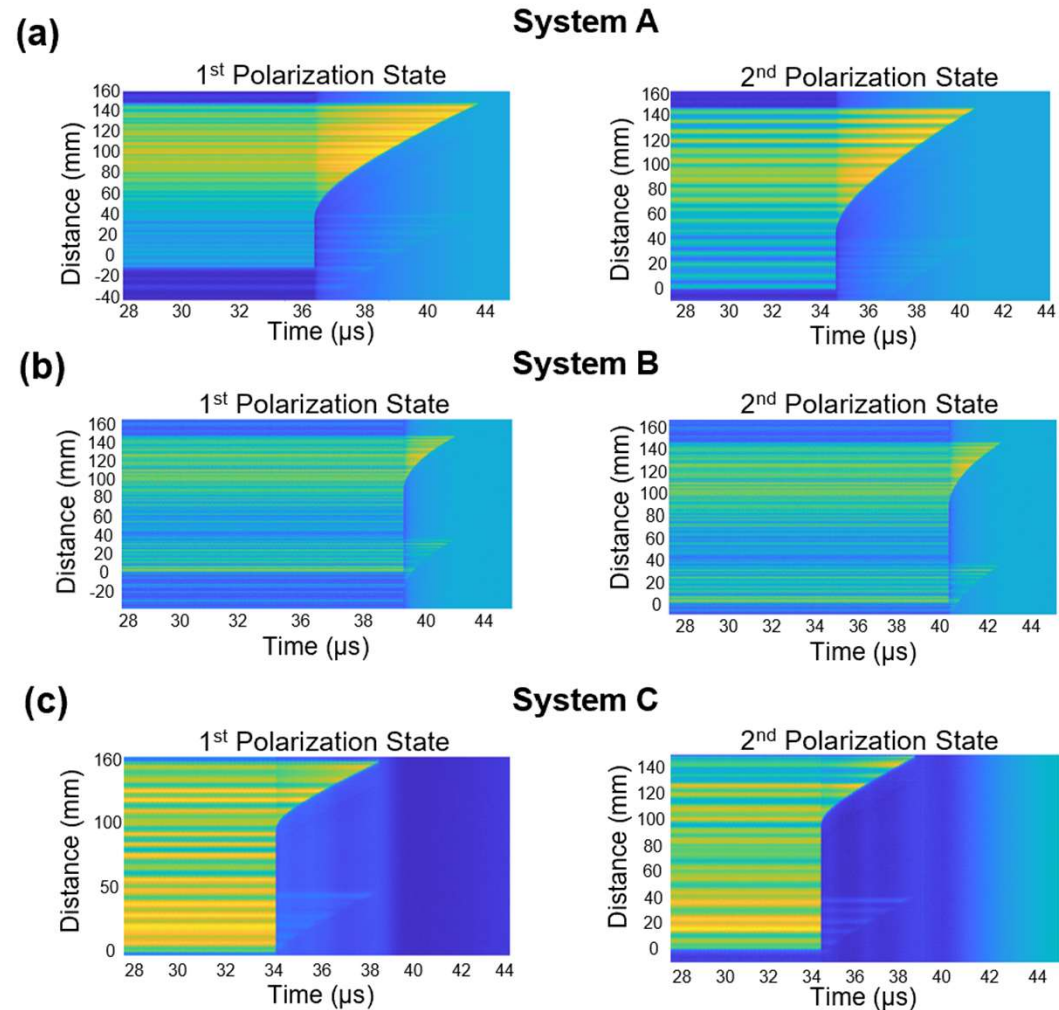 (a)
System A
1st Polarization State
2nd Polarization State
Distance (mm)
160
140
120
100
80
60
40
20
0
-20
-40
28 30 32 34 36 38 40 42 44
Time (µs)
Distance (mm)
160
140
120
100
80
60
40
20
0
28 30 32 34 36 38 40 42 44
Time (µs)
(b)
System B
1st Polarization State
2nd Polarization State
Distance (mm)
160
140
120
100
80
60
40
20
0
-20
28 30 32 34 36 38 40 42 44
Time (µs)
Distance (mm)
160
140
120
100
80
60
40
20
0
28 30 32 34 36 38 40 42 44
Time (µs)
(c)
System C
1st Polarization State
2nd Polarization State
Distance (mm)
160
100
50
0
28 30 32 34 36 38 40 42 44
Time (µs)
Distance (mm)
140
120
100
80
60
40
20
0
28 30 32 34 36 38 40 42 44
Time (µs)